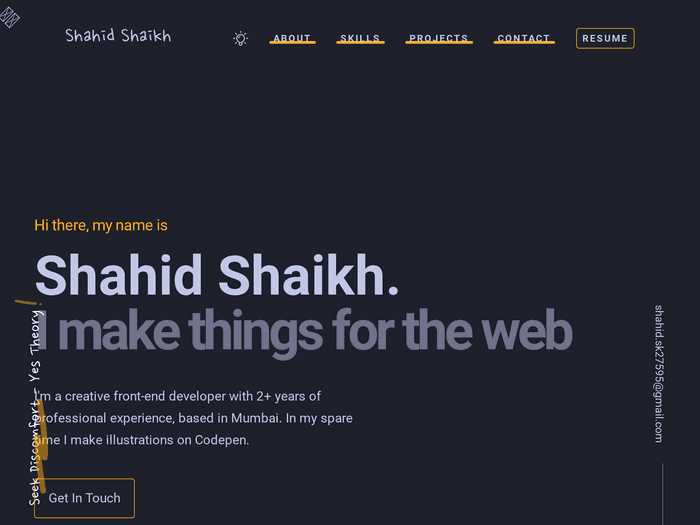 Shahid Shaikh
ABOUT
SKILLS
PROJECTS
CONTACT
RESUME
Hi there, my name is
Shahid Shaikh.
I make things for the web
I'm a creative front-end developer with 2+ years of
professional experience, based in Mumbai. In my spare
time I make illustrations on Codepen.
Get In Touch
Seek Discomfort - Yes Theory
shahid.sk27595@gmail.com